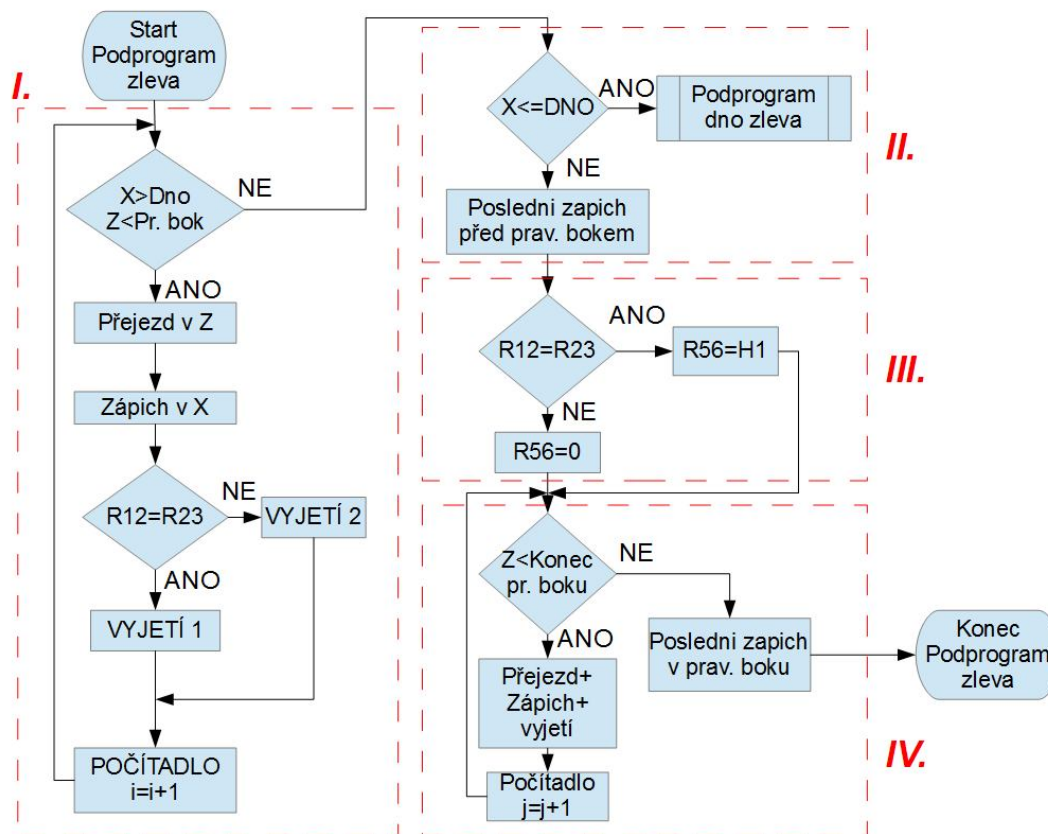 Start
Podprogram
zleva
I.
X>Dno
Z<Pr. bok
NE
ANO
Přejezd v Z
Zápich v X
R12=R23
NE
VYJETÍ 2
ANO
VYJETÍ 1
POČÍTADLO
i=i+1
X<=DNO
ANO
Podprogram
dno zleva
II.
NE
Posledni zapich
před prav. bokem
R12=R23
ANO
R56=H1
III.
NE
R56=0
Z<Konec
pr. boku
NE
Posledni zapich
v prav. boku
Konec
Podprogram
zleva
ANO
Přejezd+
Zápich+
vyjetí
IV.
Počítadlo
j=j+1